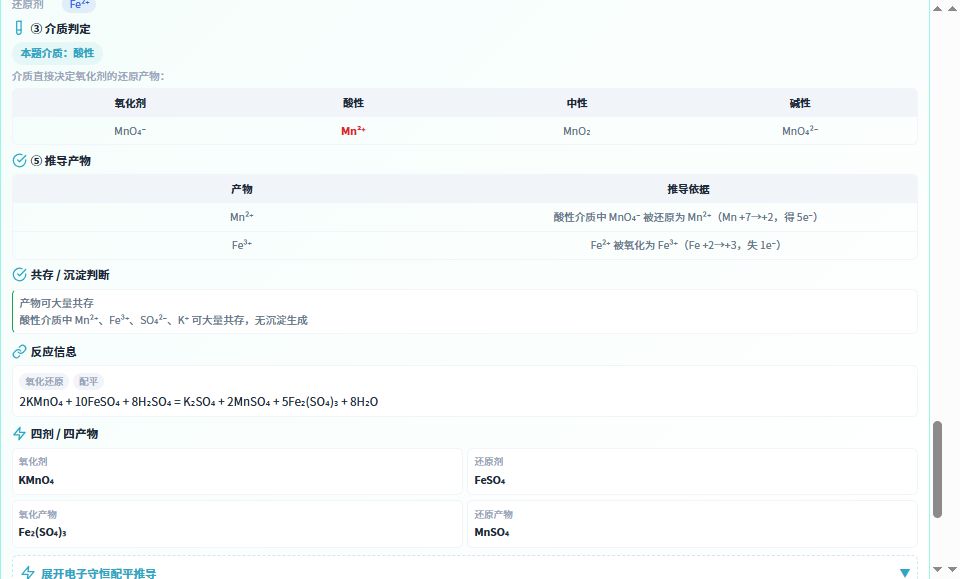 还原剂 Fe²⁺
③ 介质判定
本题介质：酸性
介质直接决定氧化剂的还原产物：
氧化剂 酸性 中性 碱性
MnO₄⁻ Mn²⁺ MnO₂ MnO₄²⁻
⑤ 推导产物
产物 推导依据
Mn²⁺ 酸性介质中 MnO₄⁻ 被还原为 Mn²⁺（Mn +7→+2，得 5e⁻）
Fe³⁺ Fe²⁺ 被氧化为 Fe³⁺（Fe +2→+3，失 1e⁻）
共存 / 沉淀判断
产物可大量共存
酸性介质中 Mn²⁺、Fe³⁺、SO₄²⁻、K⁺ 可大量共存，无沉淀生成
反应信息
氧化还原 配平
2KMnO₄ + 10FeSO₄ + 8H₂SO₄ = K₂SO₄ + 2MnSO₄ + 5Fe₂(SO₄)₃ + 8H₂O
四剂 / 四产物
氧化剂 还原剂
KMnO₄ FeSO₄
氧化产物 还原产物
Fe₂(SO₄)₃ MnSO₄
展开电子守恒配平推导